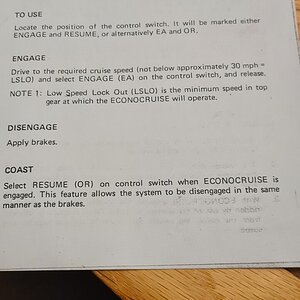 TO USE
Locate the position of the control switch. It will be marked either
ENGAGE and RESUME, or alternatively EA and OR.
ENGAGE
Drive to the required cruise speed (not below approximately 30 mph =
LSLO) and select ENGAGE (EA) on the control switch, and release.
NOTE 1: Low Speed Lock Out (LSLO) is the minimum speed in top
gear at which the ECONOCRUISE will operate.
DISENGAGE
Apply brakes.
COAST
Select RESUME (OR) on control switch when ECONOCRUISE is
engaged. This feature allows the system to be disengaged in the same
manner as the brakes.